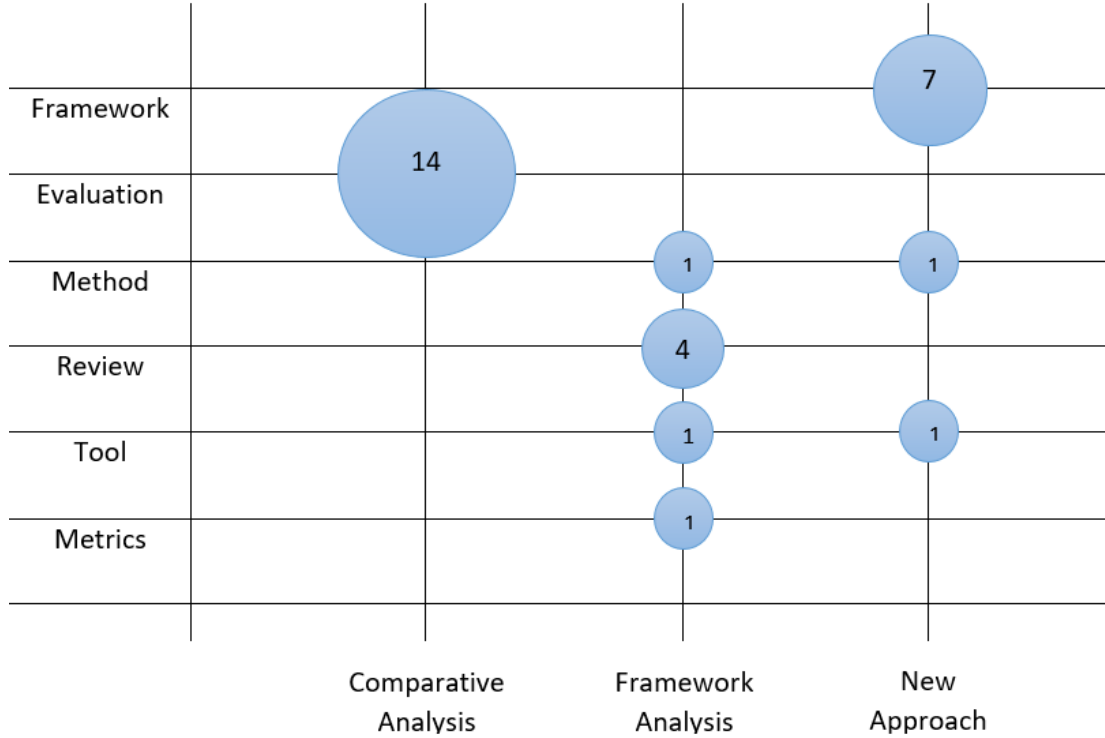 7
Framework
14
Evaluation
1 1
Method
4
Review
1 1
Tool
1
Metrics
Comparative Framework New
Analysis Analysis Approach